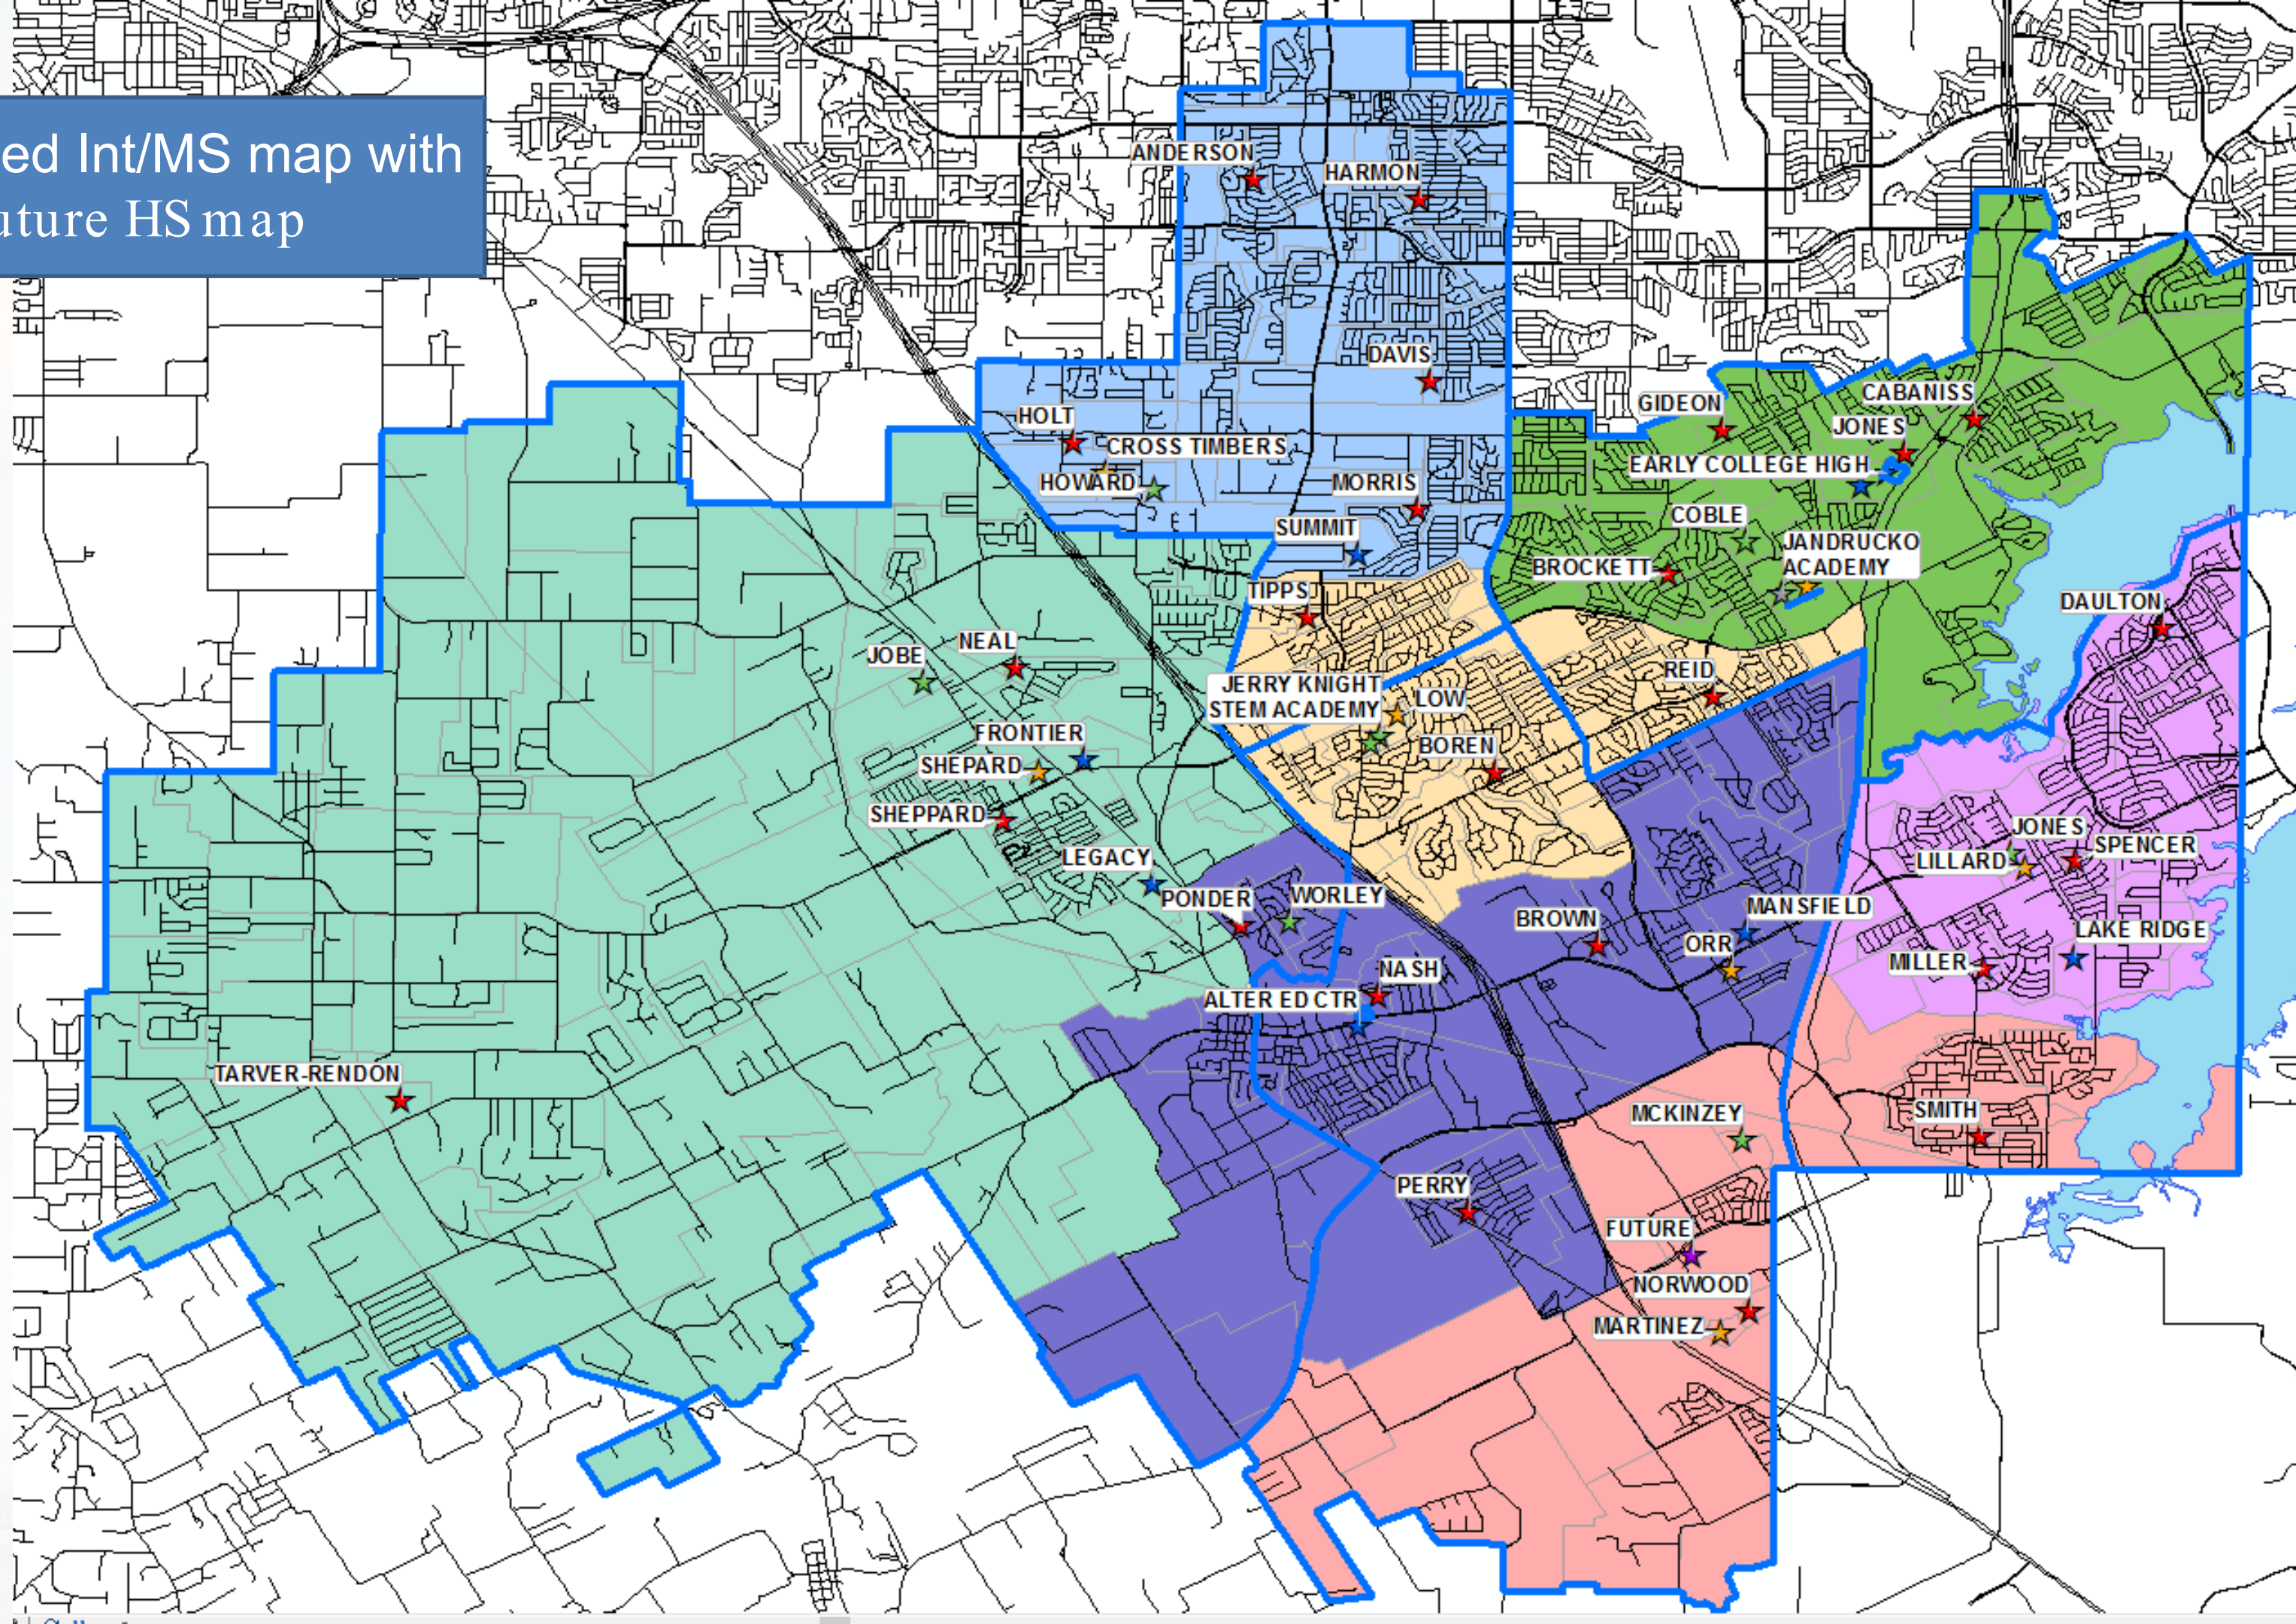 ed Int/MS map with
uture HS map
ANDERSON
HARMON
DAVIS
HOLT
CROSS TIMBERS
HOWARD
MORRIS
SUMMIT
GIDEON
CABANISS
JONES
EARLY COLLEGE HIGH
COBLE
JANDRUCKO
ACADEMY
BROCKETT
TIPPS
DAULTON
NEAL
JOBE
REID
JERRY KNIGHT
STEM ACADEMY
LOW
FRONTIER
BOREN
SHEPARD
SHEPPARD
JONES
SPENCER
LILLARD
LEGACY
PONDER
WORLEY
MANSFIELD
BROWN
ORR
LAKE RIDGE
MILLER
NASH
ALTER ED CTR
TARVER-RENDON
MCKINZEY
SMITH
PERRY
FUTURE
NORWOOD
MARTINEZ